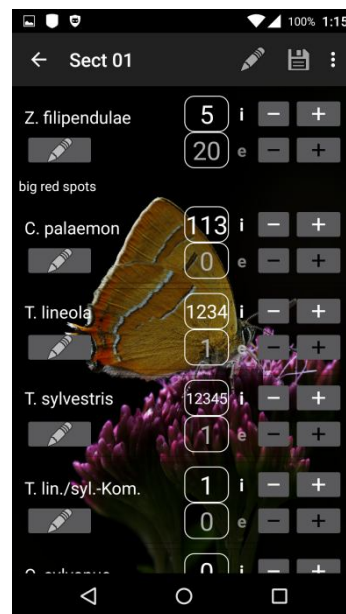 100% 1:15
Sect 01
Z. filipendulae 5 i − +
20 e − +
big red spots
C. palaemon 113 i − +
0 e − +
T. lineola 1234 i − +
1 e − +
T. sylvestris 12345 i − +
1 e − +
T. lin./syl.-Kom. 1 i − +
0 e − +
0 i − +